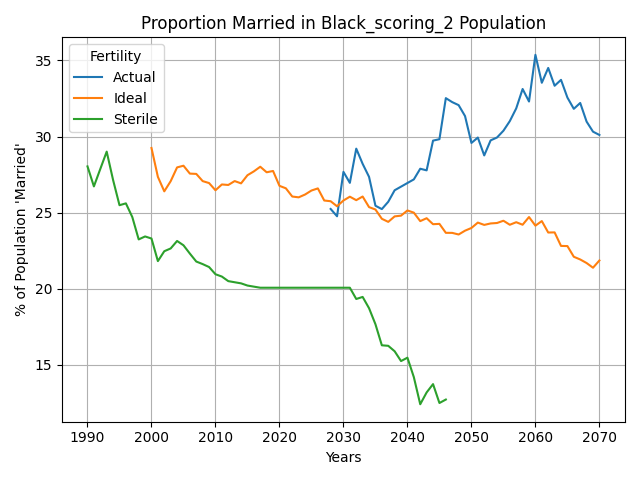 Proportion Married in Black_scoring_2 Population
Fertility
Actual
Ideal
Sterile
% of Population 'Married'
35
30
25
20
15
1990 2000 2010 2020 2030 2040 2050 2060 2070
Years